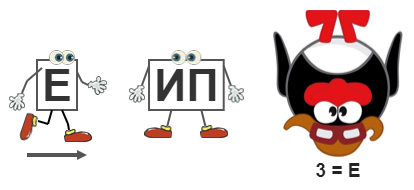 Е ИП
3 = Е